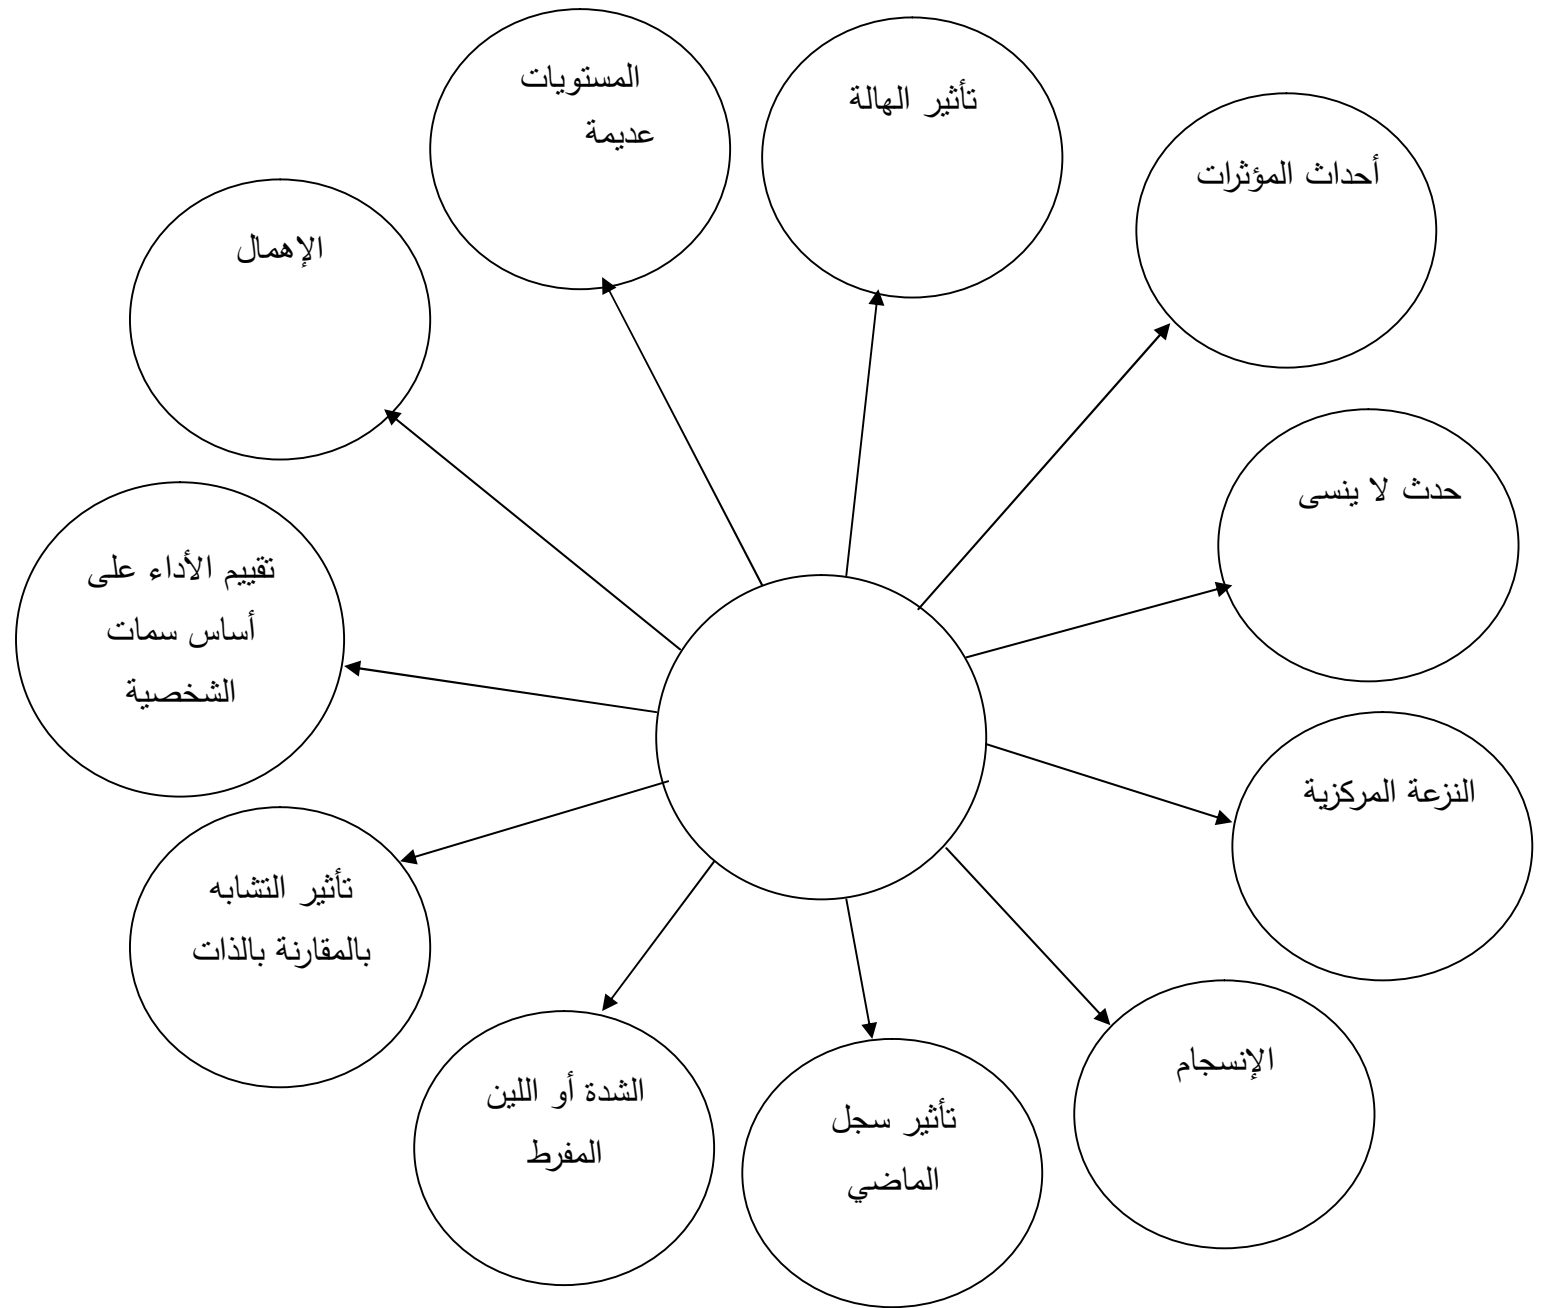 المستويات
عديمة
تأثير الهالة
أحداث المؤثرات
الإهمال
حدث لا ينسى
تقييم الأداء على
أساس سمات
الشخصية
النزعة المركزية
تأثير التشابه
بالمقارنة بالذات
الإنسجام
الشدة أو اللين
المفرط
تأثير سجل
الماضي